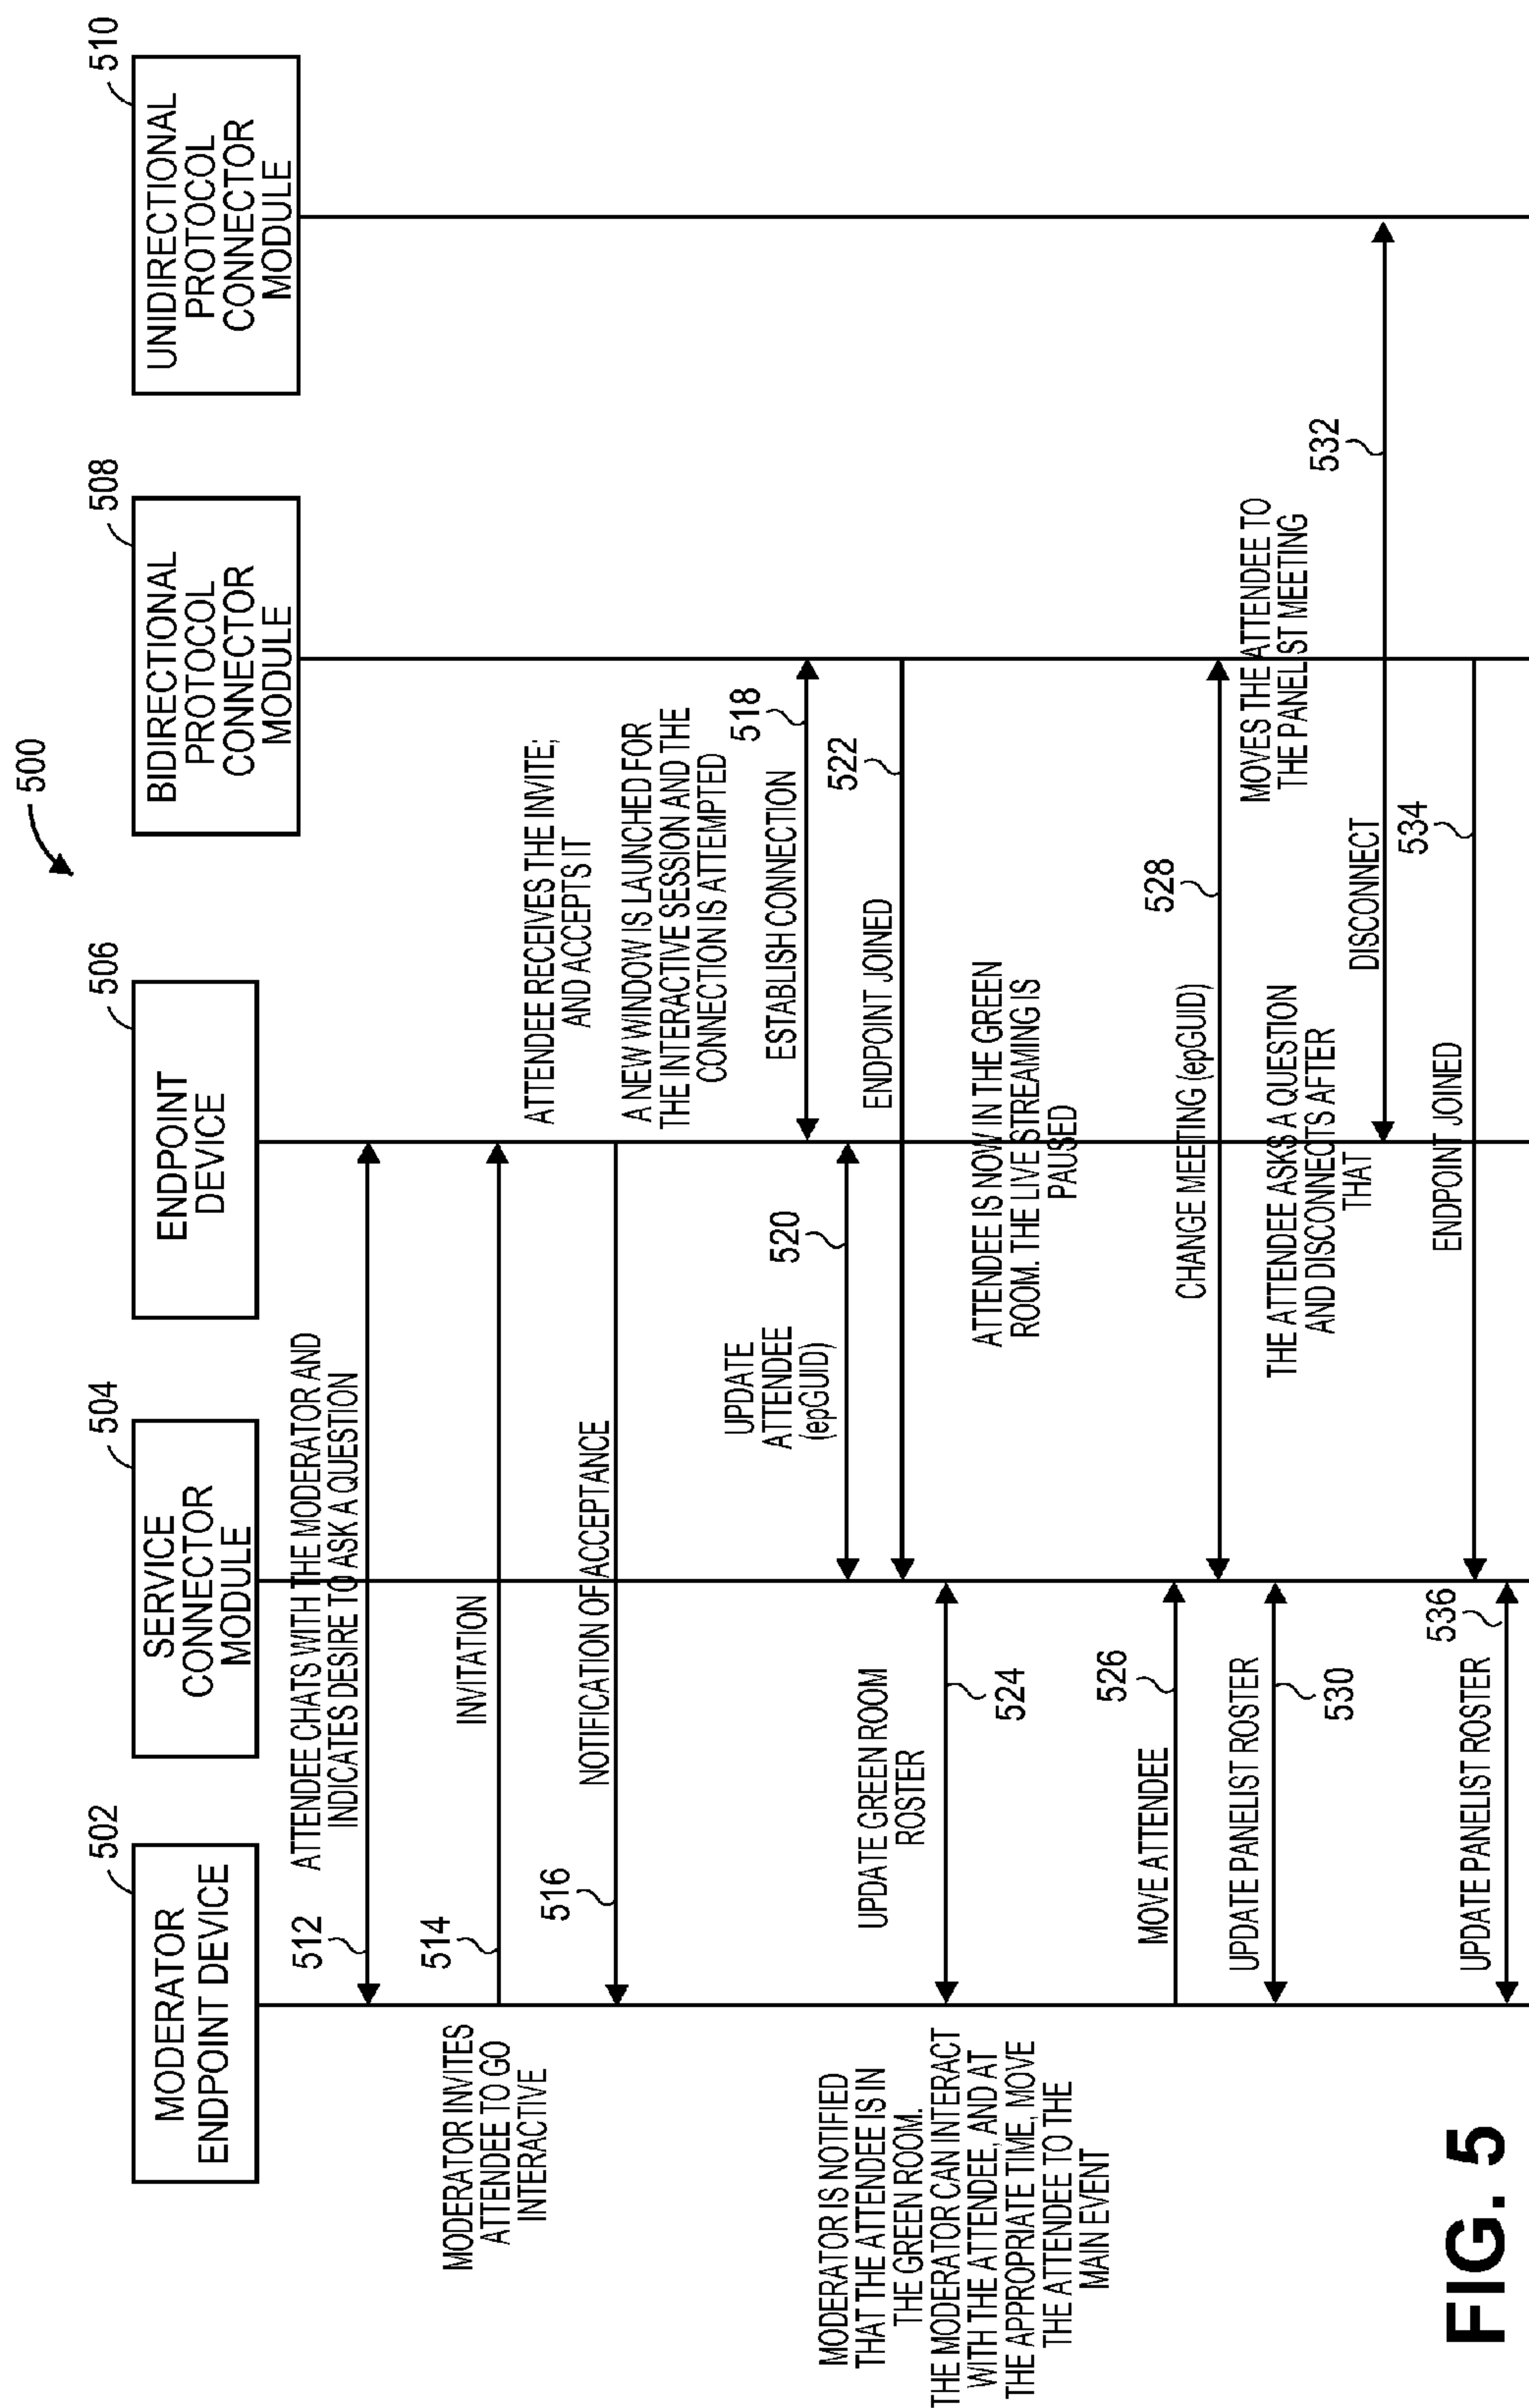 500
502
MODERATOR
ENDPOINT DEVICE
504
SERVICE
CONNECTOR
MODULE
506
ENDPOINT
DEVICE
508
BIDIRECTIONAL
PROTOCOL
CONNECTOR
MODULE
510
UNIDIRECTIONAL
PROTOCOL
CONNECTOR
MODULE
ATTENDEE CHATS WITH THE MODERATOR AND
INDICATES DESIRE TO ASK A QUESTION
512
MODERATOR INVITES
ATTENDEE TO GO
INTERACTIVE
514
INVITATION
ATTENDEE RECEIVES THE INVITE;
AND ACCEPTS IT
516
NOTIFICATION OF ACCEPTANCE
A NEW WINDOW IS LAUNCHED FOR
THE INTERACTIVE SESSION AND THE
CONNECTION IS ATTEMPTED
518
ESTABLISH CONNECTION
UPDATE
ATTENDEE
(epGUID)
520
522
ENDPOINT JOINED
MODERATOR IS NOTIFIED
THAT THE ATTENDEE IS IN
THE GREEN ROOM.
THE MODERATOR CAN INTERACT
WITH THE ATTENDEE, AND AT
THE APPROPRIATE TIME, MOVE
THE ATTENDEE TO THE
MAIN EVENT
UPDATE GREEN ROOM
ROSTER
524
ATTENDEE IS NOW IN THE GREEN
ROOM. THE LIVE STREAMING IS
PAUSED
526
MOVE ATTENDEE
528
CHANGE MEETING (epGUID)
UPDATE PANELIST ROSTER
530
MOVES THE ATTENDEE TO
THE PANELIST MEETING
THE ATTENDEE ASKS A QUESTION
AND DISCONNECTS AFTER
THAT
532
DISCONNECT
534
ENDPOINT JOINED
536
UPDATE PANELIST ROSTER
FIG. 5